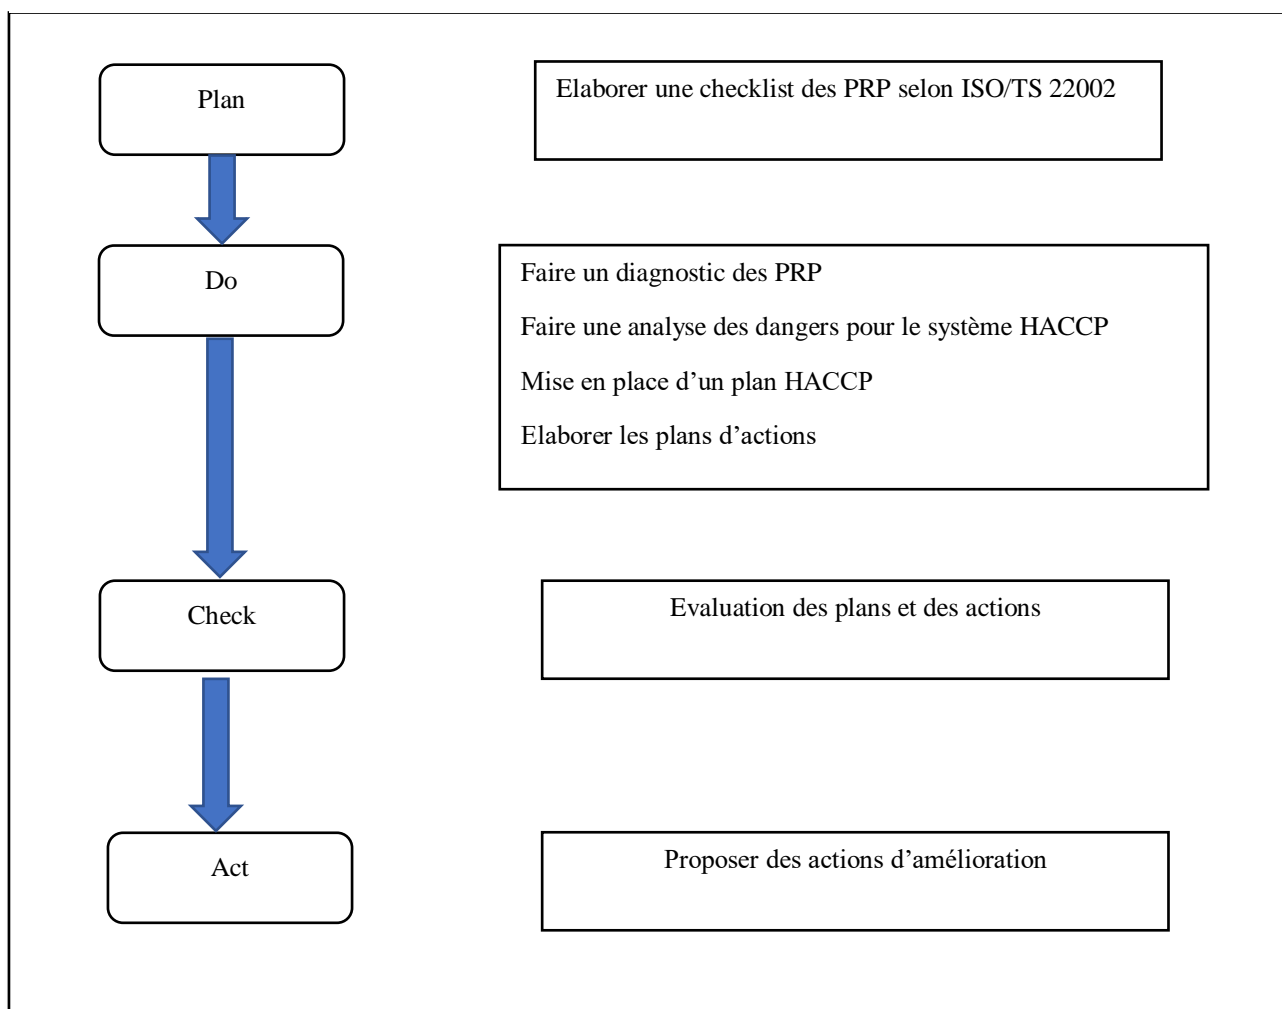 Plan
Elaborer une checklist des PRP selon ISO/TS 22002
Do
Faire un diagnostic des PRP
Faire une analyse des dangers pour le système HACCP
Mise en place d’un plan HACCP
Elaborer les plans d’actions
Check
Evaluation des plans et des actions
Act
Proposer des actions d’amélioration